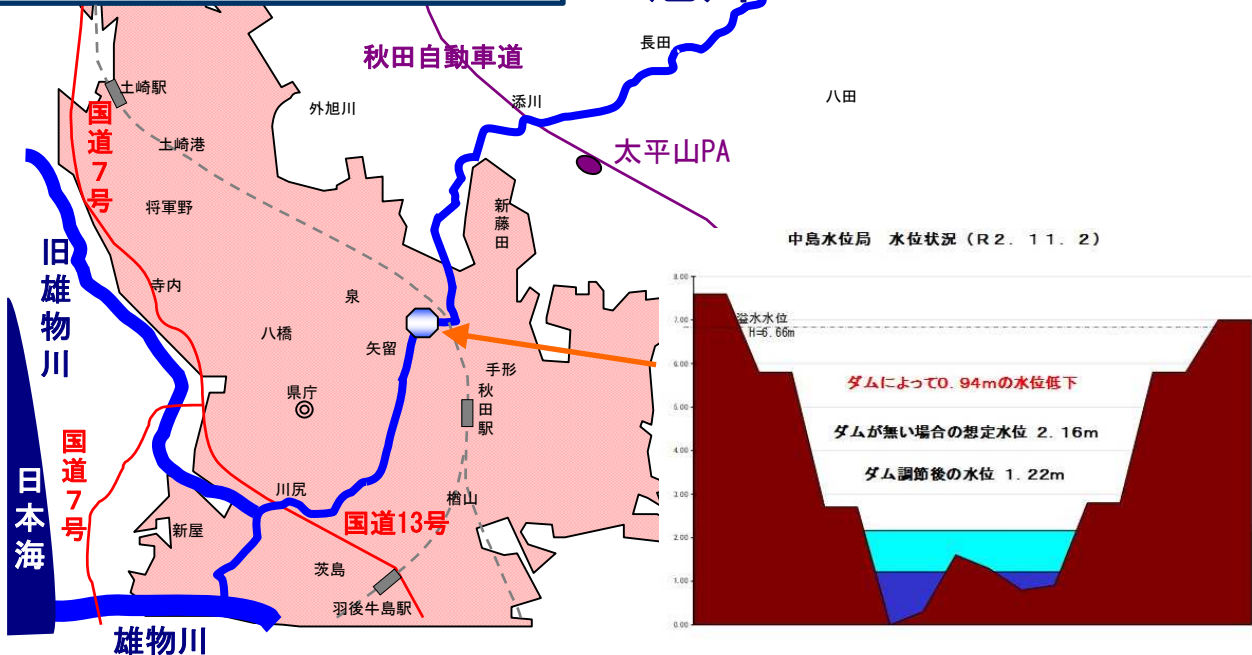 長田
秋田自動車道
土崎駅
添川
外旭川
八田
国道7号
土崎港
太平山PA
将軍野
新藤田
旧雄物川
中島水位局 水位状況(R2.11.2)
寺内
泉
8.00
溢水水位
H=6.66m
7.00
八橋
矢留
手形
6.00
県庁
秋田駅
ダムによって0.94mの水位低下
5.00
国道7号
ダムが無い場合の想定水位 2.16m
4.00
日本海
ダム調節後の水位 1.22m
川尻
楢山
3.00
国道13号
新屋
2.00
茨島
1.00
羽後牛島駅
0.00
雄物川